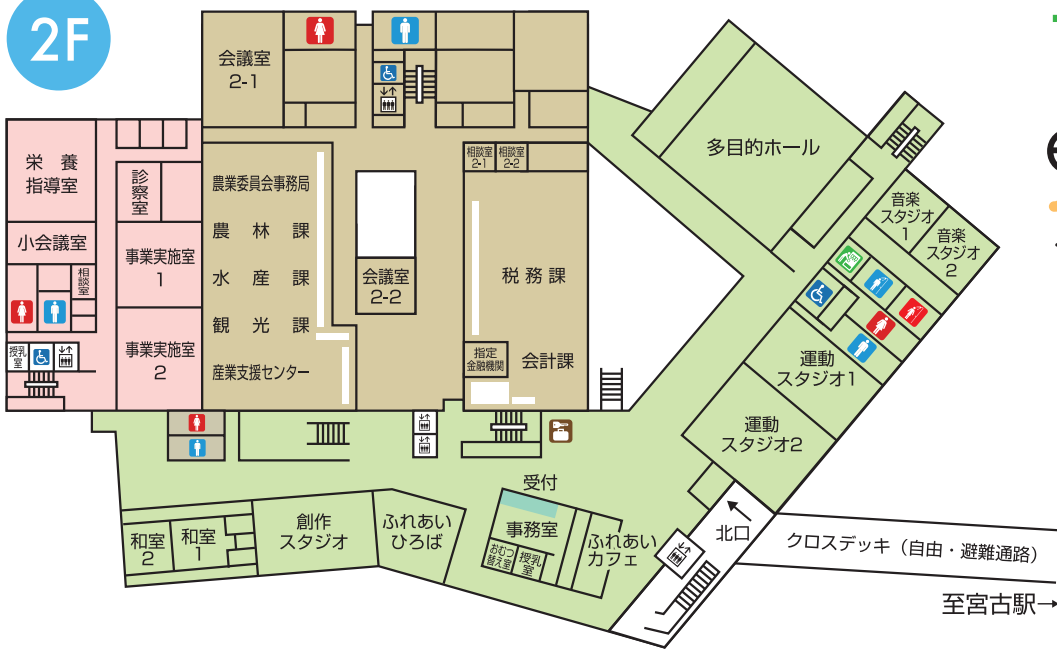 2F
会議室
2-1
栄養
指導室
診察室
小会議室
相談室
事業実施室
1
事業実施室
2
授乳室
農業委員会事務局
農林課
水産課
観光課
産業支援センター
会議室
2-2
相談室
2-1
相談室
2-2
税務課
指定
金融機関
会計課
多目的ホール
音楽
スタジオ
1
音楽
スタジオ
2
運動
スタジオ1
運動
スタジオ2
受付
事務室
おむつ
替え室
授乳室
ふれあい
カフェ
ふれあい
ひろば
創作
スタジオ
和室
1
和室
2
北口
クロスデッキ（自由・避難通路）
至宮古駅→